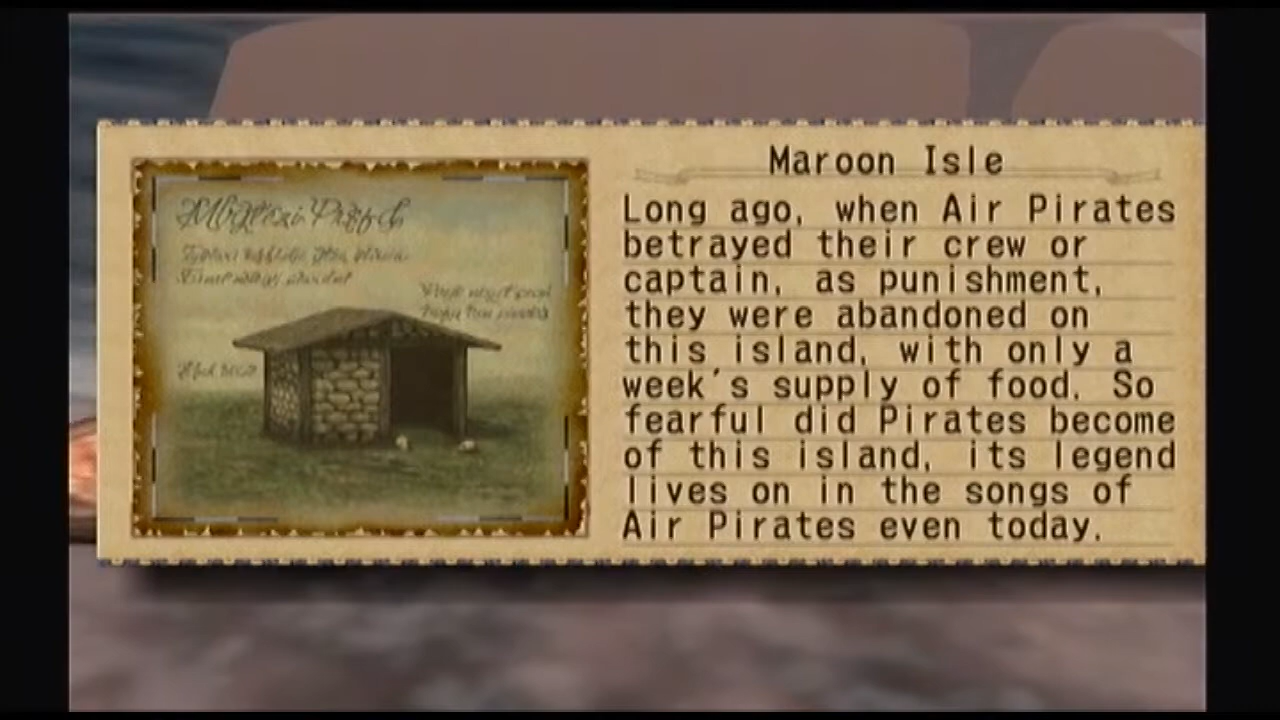 Maroon Isle
Long ago, when Air Pirates
betrayed their crew or
captain, as punishment,
they were abandoned on
this island, with only a
week's supply of food. So
fearful did Pirates become
of this island, its legend
lives on in the songs of
Air Pirates even today.